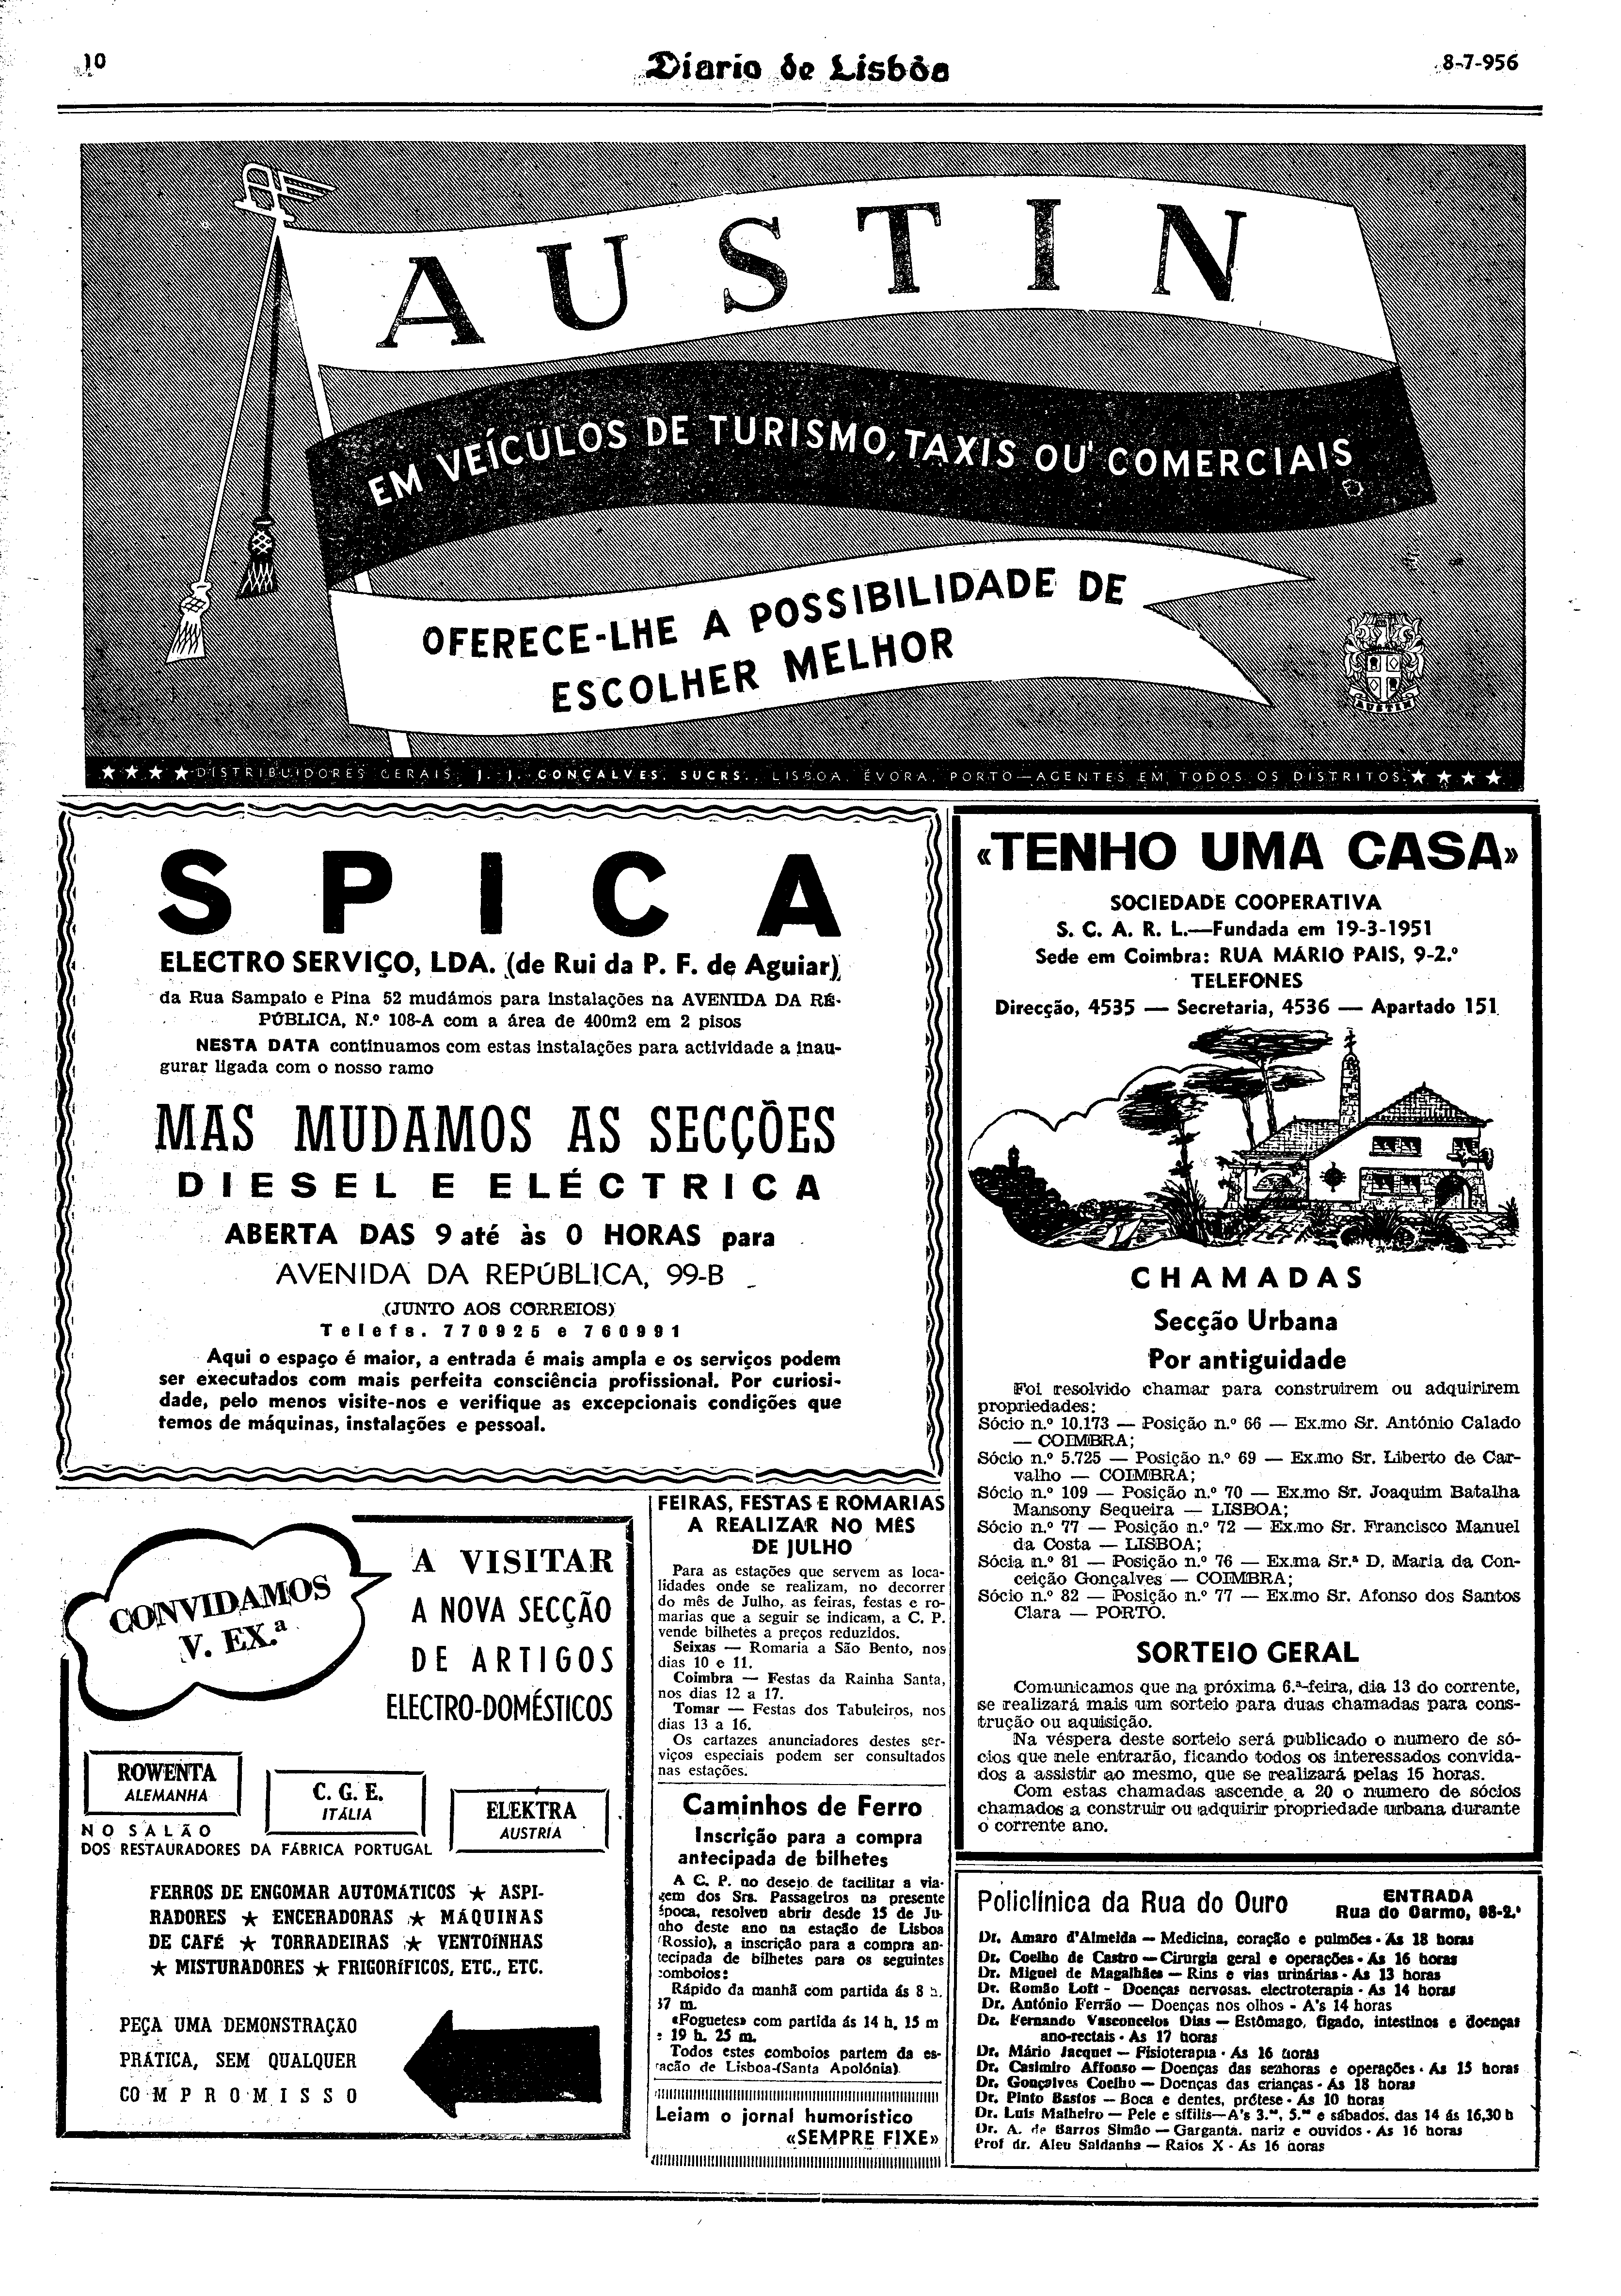 10
Diario de Lisbôa
8-7-956
AUSTIN
EM VEÍCULOS DE TURISMO, TAXIS OU COMERCIAIS
OFERECE-LHE A POSSIBILIDADE DE
ESCOLHER MELHOR
AUSTIN
★ ★ ★ ★ DISTRIBUIDORES GERAIS, J. J. GONÇALVES, SUCRS., LISBOA, ÉVORA, PORTO — AGENTES EM TODOS OS DISTRITOS ★ ★ ★ ★
SPICA
ELECTRO SERVIÇO, LDA. (de Rui da P. F. de Aguiar)
da Rua Sampaio e Pina 52 mudámos para instalações na AVENIDA DA RÉ-
PÚBLICA, N.º 108-A com a área de 400m2 em 2 pisos
NESTA DATA continuamos com estas instalações para actividade a inau-
gurar ligada com o nosso ramo
MAS MUDAMOS AS SECÇÕES
DIESEL E ELÉCTRICA
ABERTA DAS 9 até às 0 HORAS para
AVENIDA DA REPÚBLICA, 99-B
(JUNTO AOS CORREIOS)
Telefs. 770925 e 760991
Aqui o espaço é maior, a entrada é mais ampla e os serviços podem
ser executados com mais perfeita consciência profissional. Por curiosi-
dade, pelo menos visite-nos e verifique as excepcionais condições que
temos de máquinas, instalações e pessoal.
«TENHO UMA CASA»
SOCIEDADE COOPERATIVA
S. C. A. R. L.—Fundada em 19-3-1951
Sede em Coimbra: RUA MÁRIO PAIS, 9-2.º
TELEFONES
Direcção, 4535 — Secretaria, 4536 — Apartado 151
CHAMADAS
Secção Urbana
Por antiguidade
Foi resolvido chamar para construirem ou adquirirem
propriedades:
Sócio n.º 10.173 — Posição n.º 66 — Ex.mo Sr. António Calado
— COIMBRA;
Sócio n.º 5.725 — Posição n.º 69 — Ex.mo Sr. Liberto de Car-
valho — COIMBRA;
Sócio n.º 109 — Posição n.º 70 — Ex.mo Sr. Joaquim Batalha
Mansony Sequeira — LISBOA;
Sócio n.º 77 — Posição n.º 72 — Ex.mo Sr. Francisco Manuel
da Costa — LISBOA;
Sócia n.º 81 — Posição n.º 76 — Ex.ma Sr.ª D. Maria da Con-
ceição Gonçalves — COIMBRA;
Sócio n.º 82 — Posição n.º 77 — Ex.mo Sr. Afonso dos Santos
Clara — PORTO.
SORTEIO GERAL
Comunicamos que na próxima 6.ª-feira, dia 13 do corrente,
se realizará mais um sorteio para duas chamadas para cons-
trução ou aquisição.
Na véspera deste sorteio será publicado o numero de só-
cios que nele entrarão, ficando todos os interessados convida-
dos a assistir ao mesmo, que se realizará pelas 15 horas.
Com estas chamadas ascende a 20 o numero de sócios
chamados a construir ou adquirir propriedade urbana durante
o corrente ano.
CONVIDAMOS
V. EX.ª
A VISITAR
A NOVA SECÇÃO
DE ARTIGOS
ELECTRO-DOMÉSTICOS
ROWENTA
ALEMANHA
C. G. E.
ITÁLIA
ELEKTRA
AUSTRIA
NO SALÃO
DOS RESTAURADORES DA FÁBRICA PORTUGAL
FERROS DE ENGOMAR AUTOMÁTICOS ★ ASPI-
RADORES ★ ENCERADORAS ★ MÁQUINAS
DE CAFÉ ★ TORRADEIRAS ★ VENTOÍNHAS
★ MISTURADORES ★ FRIGORÍFICOS, ETC., ETC.
PEÇA UMA DEMONSTRAÇÃO
PRÁTICA, SEM QUALQUER
COMPROMISSO
FEIRAS, FESTAS E ROMARIAS
A REALIZAR NO MÊS
DE JULHO
Para as estações que servem as loca-
lidades onde se realizam, no decorrer
do mês de Julho, as feiras, festas e ro-
marias que a seguir se indicam, a C. P.
vende bilhetes a preços reduzidos.
Seixas — Romaria a São Bento, nos
dias 10 e 11.
Coimbra — Festas da Rainha Santa,
nos dias 12 a 17.
Tomar — Festas dos Tabuleiros, nos
dias 13 a 16.
Os cartazes anunciadores destes ser-
viços especiais podem ser consultados
nas estações.
Caminhos de Ferro
Inscrição para a compra
antecipada de bilhetes
A C. P. no desejo de facilitar a via-
gem dos Srs. Passageiros na presente
época, resolveu abrir desde 15 de Ju-
nho deste ano na estação de Lisboa
(Rossio), a inscrição para a compra an-
tecipada de bilhetes para os seguintes
comboios:
Rápido da manhã com partida ás 8 h.
37 m.
«Foguetes» com partida ás 14 h. 15 m
e 19 h. 25 m.
Todos estes comboios partem da es-
tação de Lisboa-(Santa Apolónia).
Leiam o jornal humorístico
«SEMPRE FIXE»
Policlínica da Rua do Ouro
ENTRADA
Rua do Carmo, 98-2.º
Dr. Amaro d'Almeida — Medicina, coração e pulmões - As 18 horas
Dr. Coelho de Castro — Cirurgia geral e operações - As 16 horas
Dr. Miguel de Magalhães — Rins e vias urinárias - As 13 horas
Dr. Romão Loft - Doenças nervosas. electroterapia - As 14 horas
Dr. António Ferrão — Doenças nos olhos - A's 14 horas
Dr. Fernando Vasconcelos Dias — Estômago, figado, intestinos e doenças
ano-rectais - As 17 horas
Dr. Mário Jacquet — Fisioterapia - As 16 horas
Dr. Casimiro Affonso — Doenças das senhoras e operações - As 15 horas
Dr. Gonçalves Coelho — Doenças das crianças - As 18 horas
Dr. Pinto Bastos — Boca e dentes, prótese - As 10 horas
Dr. Luis Malheiro — Pele e sífilis—A's 3.as, 5.as e sábados. das 14 ás 16,30 h
Dr. A. de Barros Simão — Garganta. nariz e ouvidos - As 16 horas
Prof dr. Aleu Saldanha — Raios X - As 16 horas